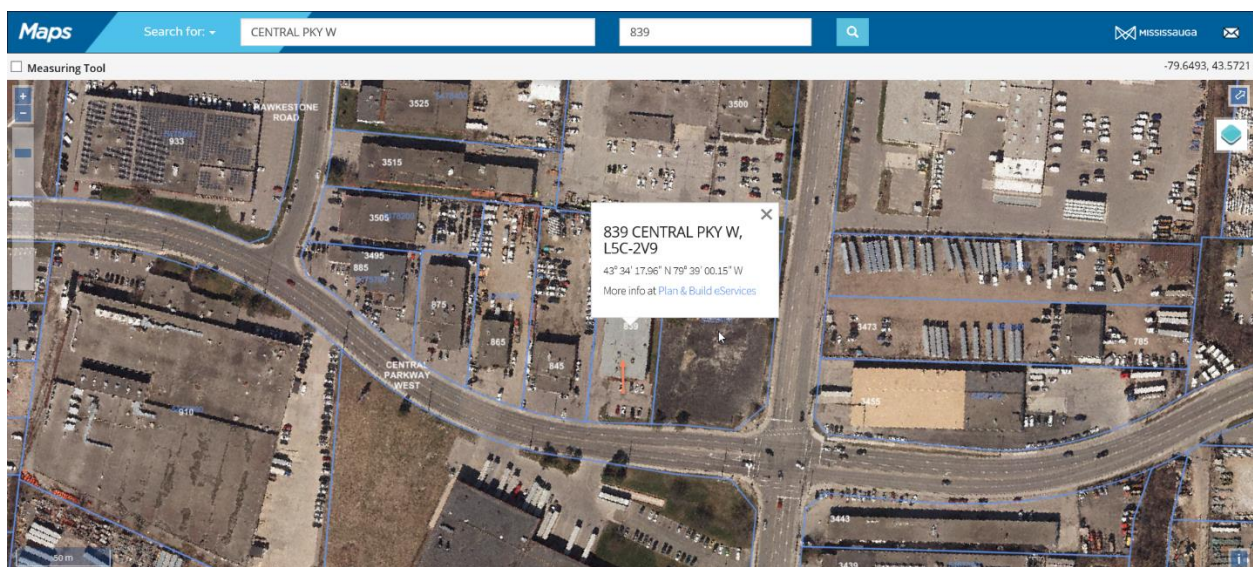 Maps
Search for:
CENTRAL PKY W
839
MISSISSAUGA
Measuring Tool
-79.6493, 43.5721
+
−
HAWKESTONE
ROAD
933
3525
3500
3515
3505
3495
885
875
865
845
839
839 CENTRAL PKY W,
L5C-2V9
43° 34' 17.96" N 79° 39' 00.15" W
More info at Plan & Build eServices
3473
785
3455
CENTRAL
PARKWAY
WEST
910
3443
3439
50 m
i